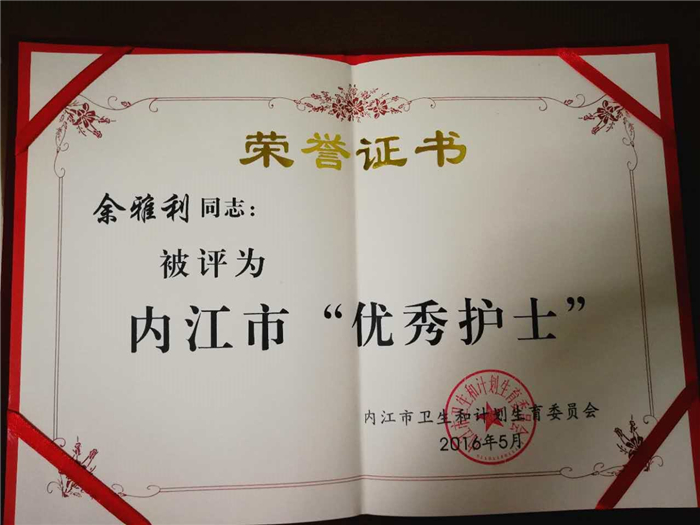 荣誉证书
余雅利同志：
被评为
内江市“优秀护士”
内江市卫生和计划生育委员会
2016年5月